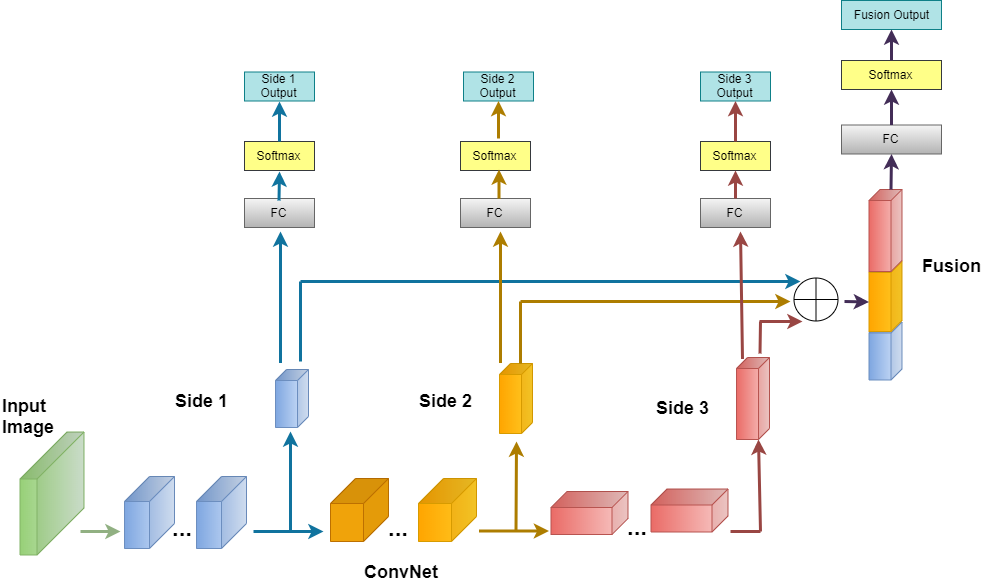 Fusion Output
Softmax
FC
Side 1
Output
Side 2
Output
Side 3
Output
Softmax
Softmax
Softmax
FC
FC
FC
Fusion
Side 1
Side 2
Side 3
Input
Image
...
...
...
ConvNet